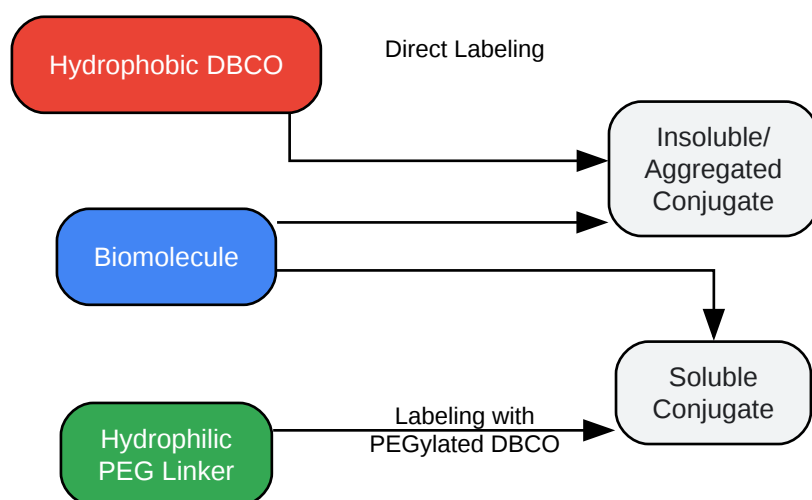 Hydrophobic DBCO
Direct Labeling
Insoluble/
Aggregated
Conjugate
Biomolecule
Soluble
Conjugate
Labeling with
PEGylated DBCO
Hydrophilic
PEG Linker